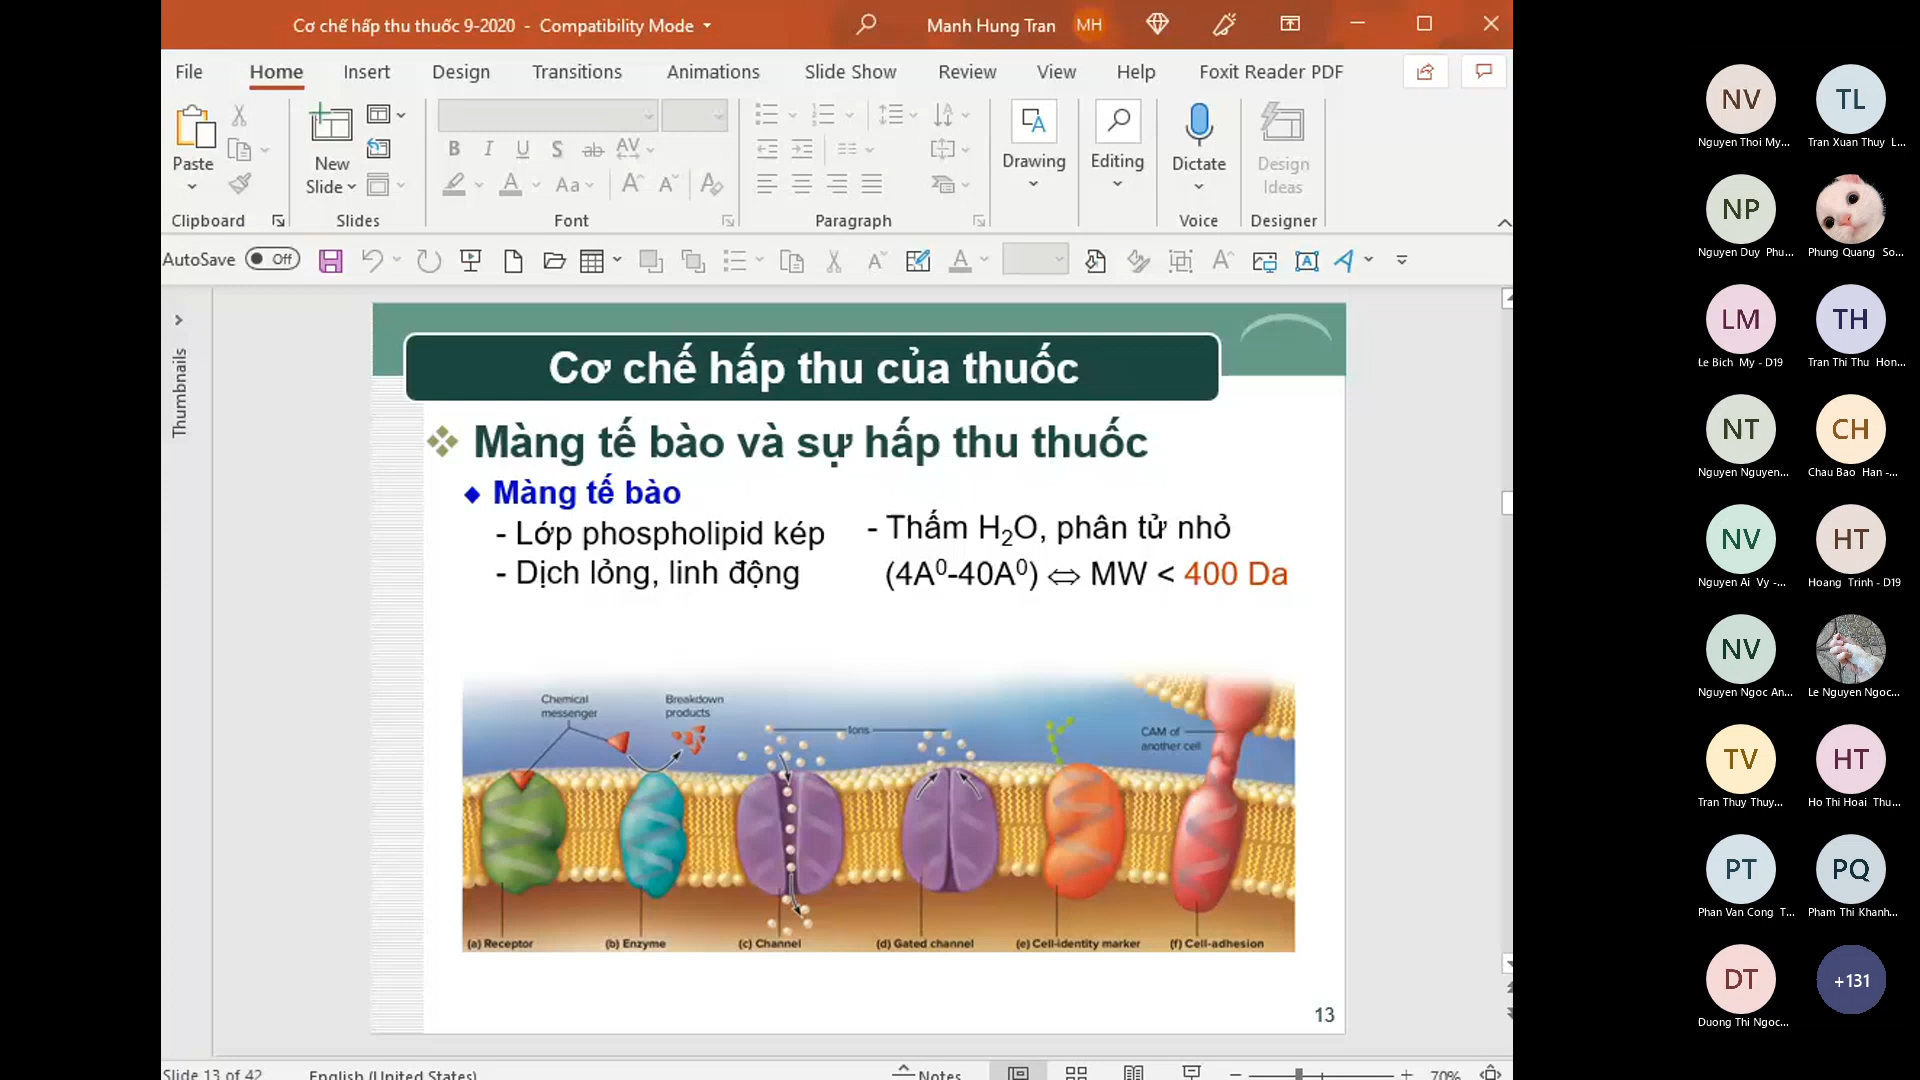 Cơ chế hấp thu thuốc 9-2020 - Compatibility Mode
Manh Hung Tran
MH
File Home Insert Design Transitions Animations Slide Show Review View Help Foxit Reader PDF
Paste
New Slide
Drawing
Editing
Dictate
Design Ideas
Clipboard Slides Font Paragraph Voice Designer
AutoSave Off
Thumbnails
Cơ chế hấp thu của thuốc
Màng tế bào và sự hấp thu thuốc
Màng tế bào
- Lớp phospholipid kép
- Dịch lỏng, linh động
- Thấm H₂O, phân tử nhỏ
(4A⁰-40A⁰) ⇔ MW < 400 Da
Chemical messenger
Breakdown products
Ions
CAM of another cell
(a) Receptor
(b) Enzyme
(c) Channel
(d) Gated channel
(e) Cell-identity marker
(f) Cell-adhesion
13
Slide 13 of 42
English (United States)
Notes
70%
NV
Nguyen Thoi My...
TL
Tran Xuan Thuy L...
NP
Nguyen Duy Phu...
Phung Quang So...
LM
Le Bich My - D19
TH
Tran Thi Thu Hon...
NT
Nguyen Nguyen...
CH
Chau Bao Han -...
NV
Nguyen Ai Vy -...
HT
Hoang Trinh - D19
NV
Nguyen Ngoc An...
Le Nguyen Ngoc...
TV
Tran Thuy Thuy...
HT
Ho Thi Hoai Thu...
PT
Phan Van Cong T...
PQ
Pham Thi Khanh...
DT
Duong Thi Ngoc...
+131